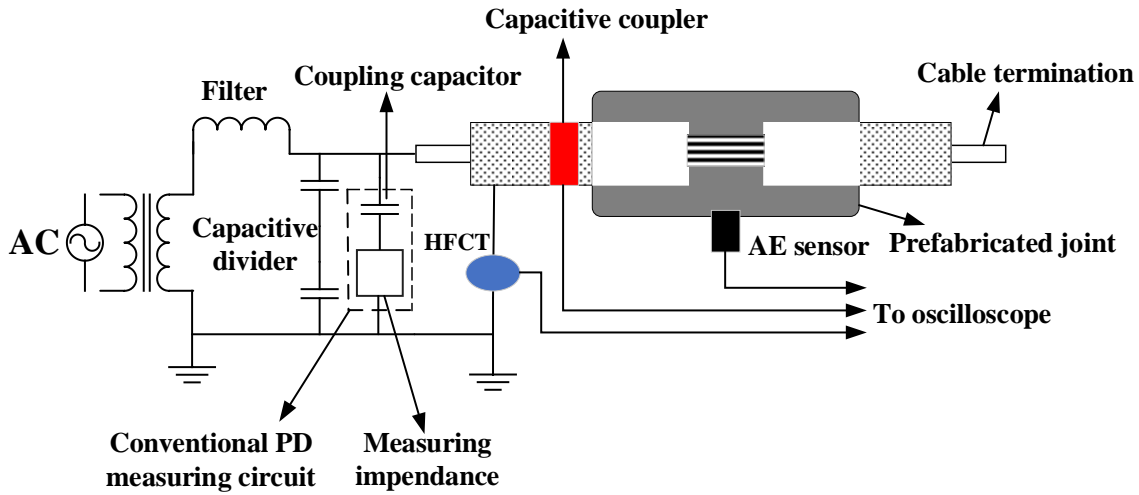 Capacitive coupler
Coupling capacitor
Cable termination
Filter
AC
Capacitive
divider
HFCT
AE sensor
Prefabricated joint
To oscilloscope
Conventional PD
measuring circuit
Measuring
impendance